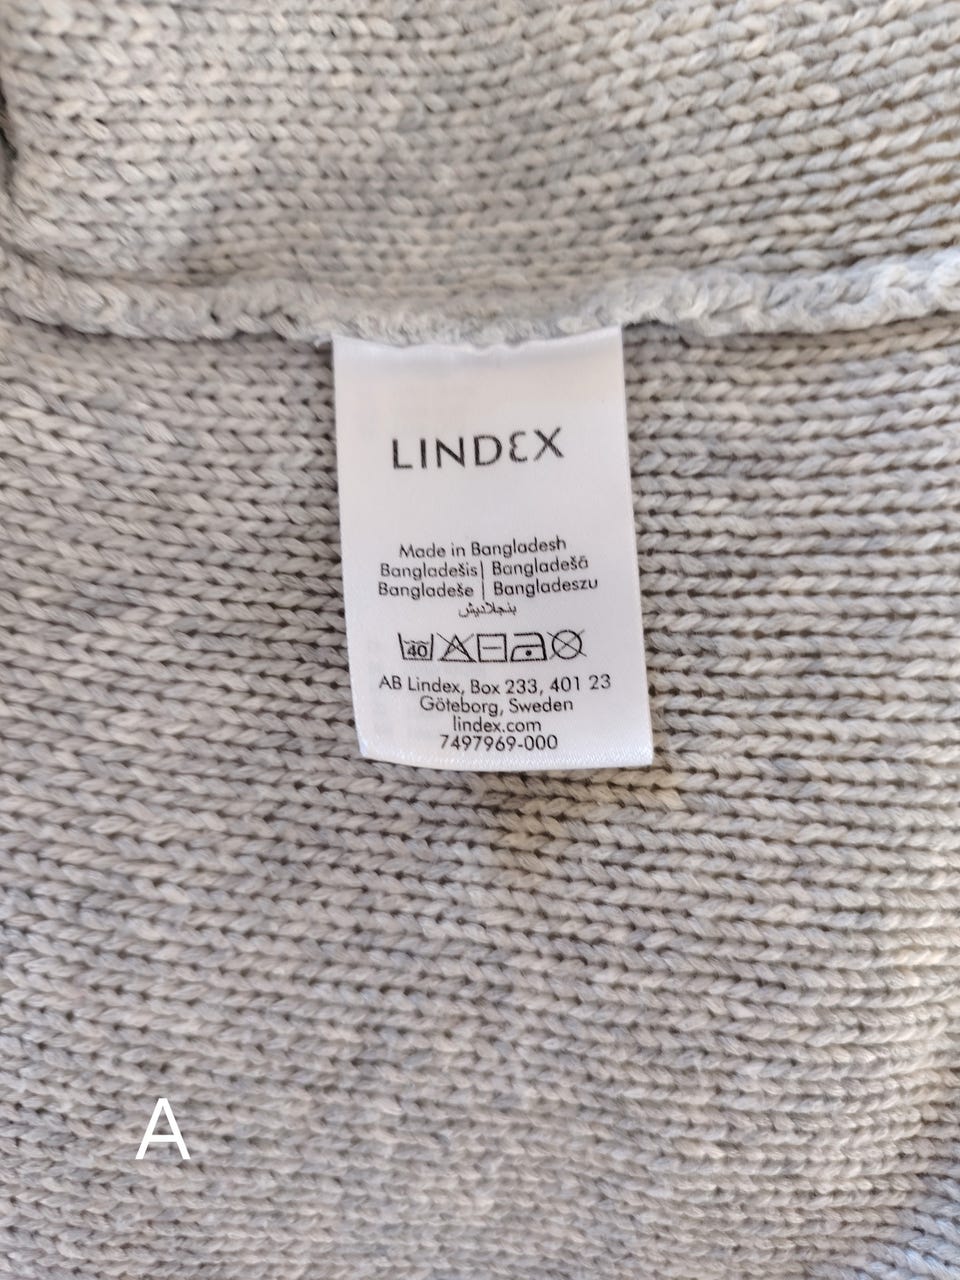 LINDEX
Made in Bangladesh
Bangladešis | Bangladešā
Bangladeše | Bangladeszu
بنجلاديش
40
AB Lindex, Box 233, 401 23
Göteborg, Sweden
lindex.com
7497969-000
A